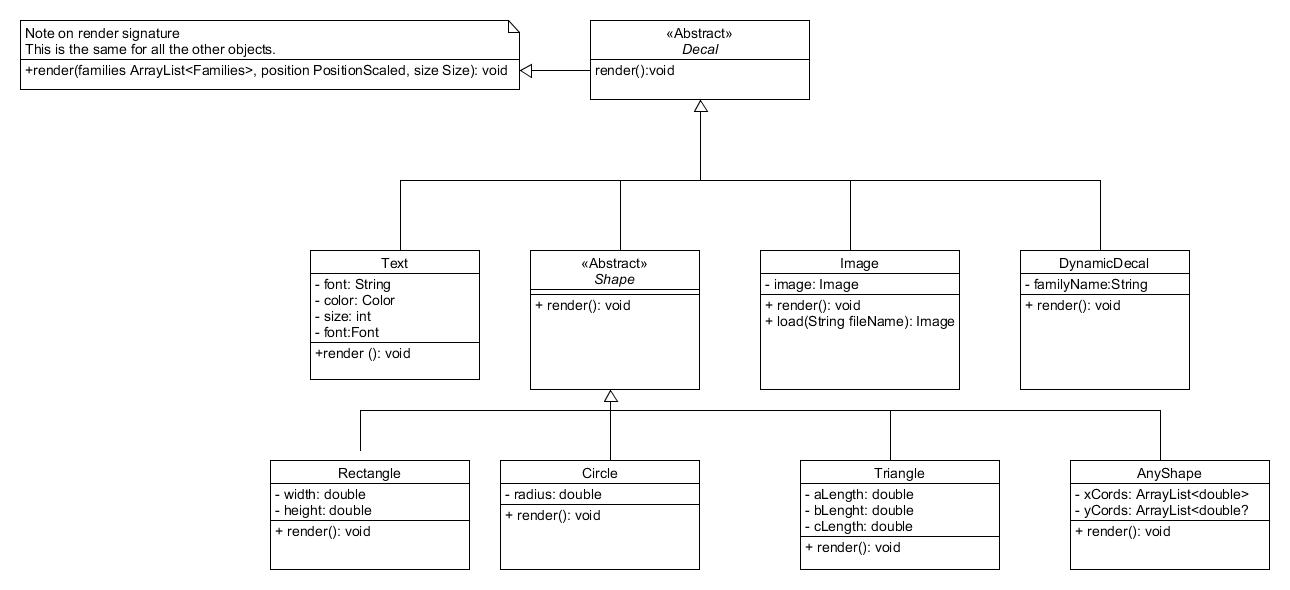 Note on render signature
This is the same for all the other objects.
+render(families ArrayList<Families>, position PositionScaled, size Size): void
«Abstract»
Decal
render():void
Text
- font: String
- color: Color
- size: int
- font:Font
+render (): void
«Abstract»
Shape
+ render(): void
Image
- image: Image
+ render(): void
+ load(String fileName): Image
DynamicDecal
- familyName:String
+ render(): void
Rectangle
- width: double
- height: double
+ render(): void
Circle
- radius: double
+ render(): void
Triangle
- aLength: double
- bLenght: double
- cLength: double
+ render(): void
AnyShape
- xCords: ArrayList<double>
- yCords: ArrayList<double?
+ render(): void